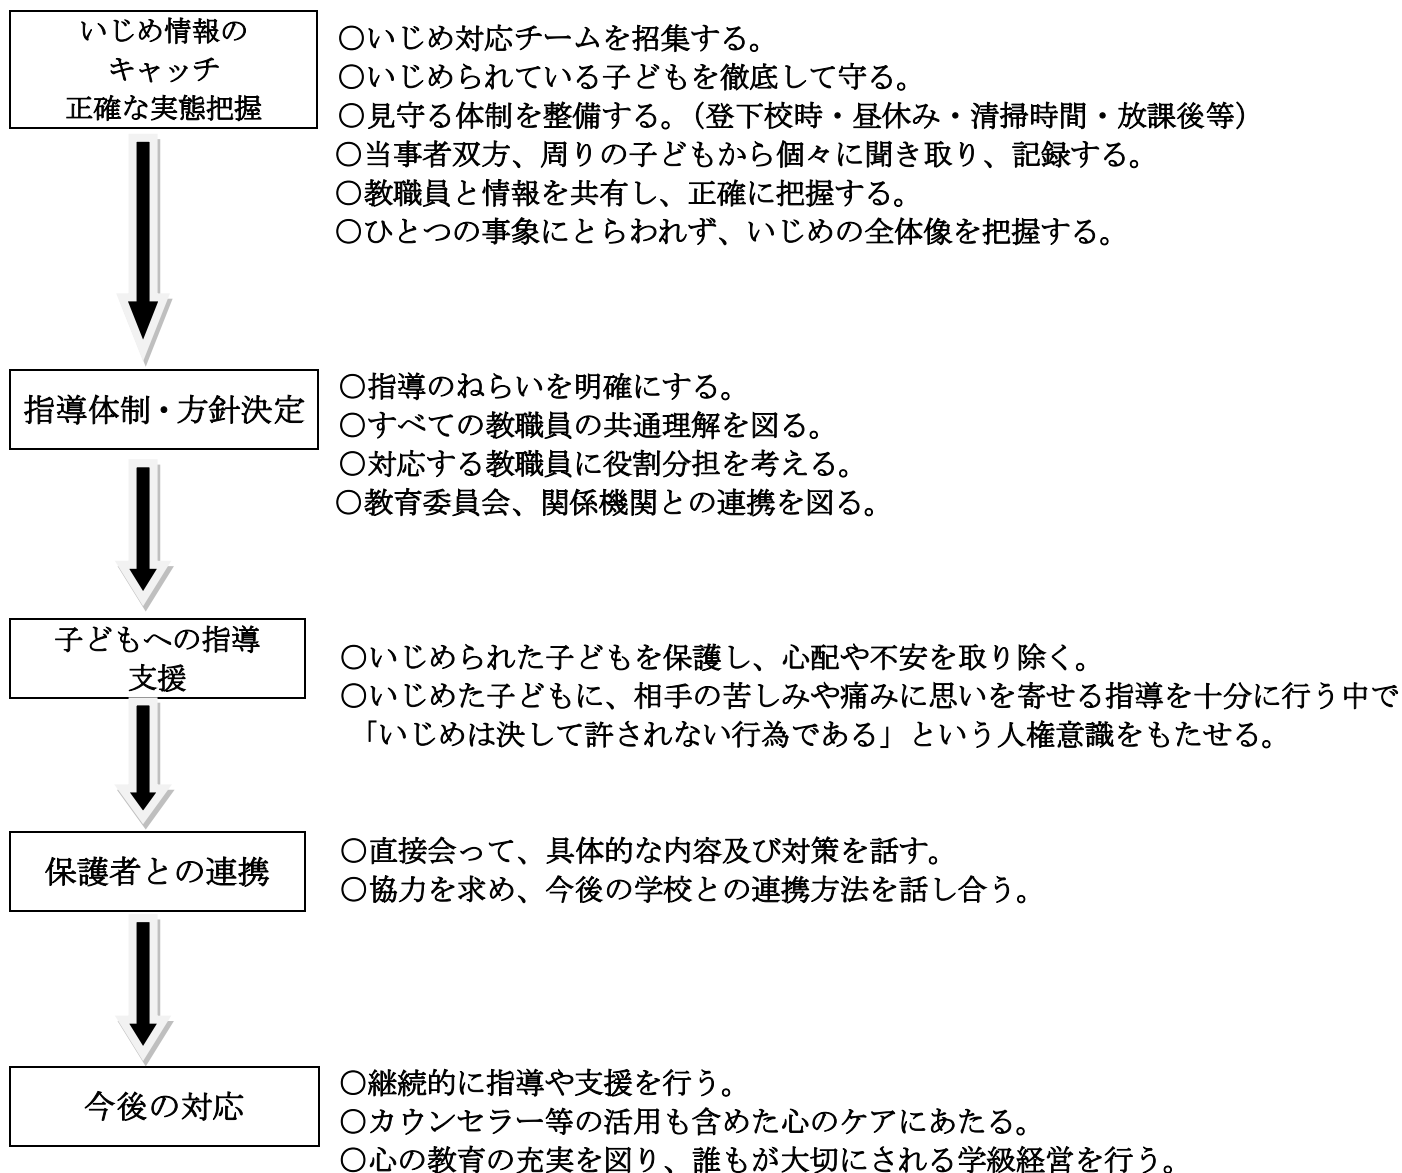 いじめ情報の
キャッチ
正確な実態把握
○いじめ対応チームを招集する。
○いじめられている子どもを徹底して守る。
○見守る体制を整備する。（登下校時・昼休み・清掃時間・放課後等）
○当事者双方、周りの子どもから個々に聞き取り、記録する。
○教職員と情報を共有し、正確に把握する。
○ひとつの事象にとらわれず、いじめの全体像を把握する。
指導体制・方針決定
○指導のねらいを明確にする。
○すべての教職員の共通理解を図る。
○対応する教職員に役割分担を考える。
○教育委員会、関係機関との連携を図る。
子どもへの指導
支援
○いじめられた子どもを保護し、心配や不安を取り除く。
○いじめた子どもに、相手の苦しみや痛みに思いを寄せる指導を十分に行う中で
「いじめは決して許されない行為である」という人権意識をもたせる。
保護者との連携
○直接会って、具体的な内容及び対策を話す。
○協力を求め、今後の学校との連携方法を話し合う。
今後の対応
○継続的に指導や支援を行う。
○カウンセラー等の活用も含めた心のケアにあたる。
○心の教育の充実を図り、誰もが大切にされる学級経営を行う。